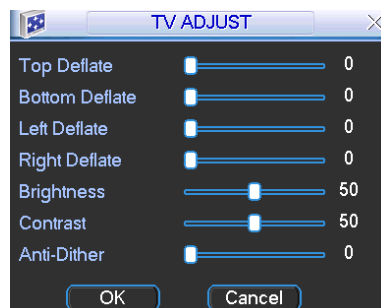 TV ADJUST
Top Deflate 0
Bottom Deflate 0
Left Deflate 0
Right Deflate 0
Brightness 50
Contrast 50
Anti-Dither 0
OK Cancel